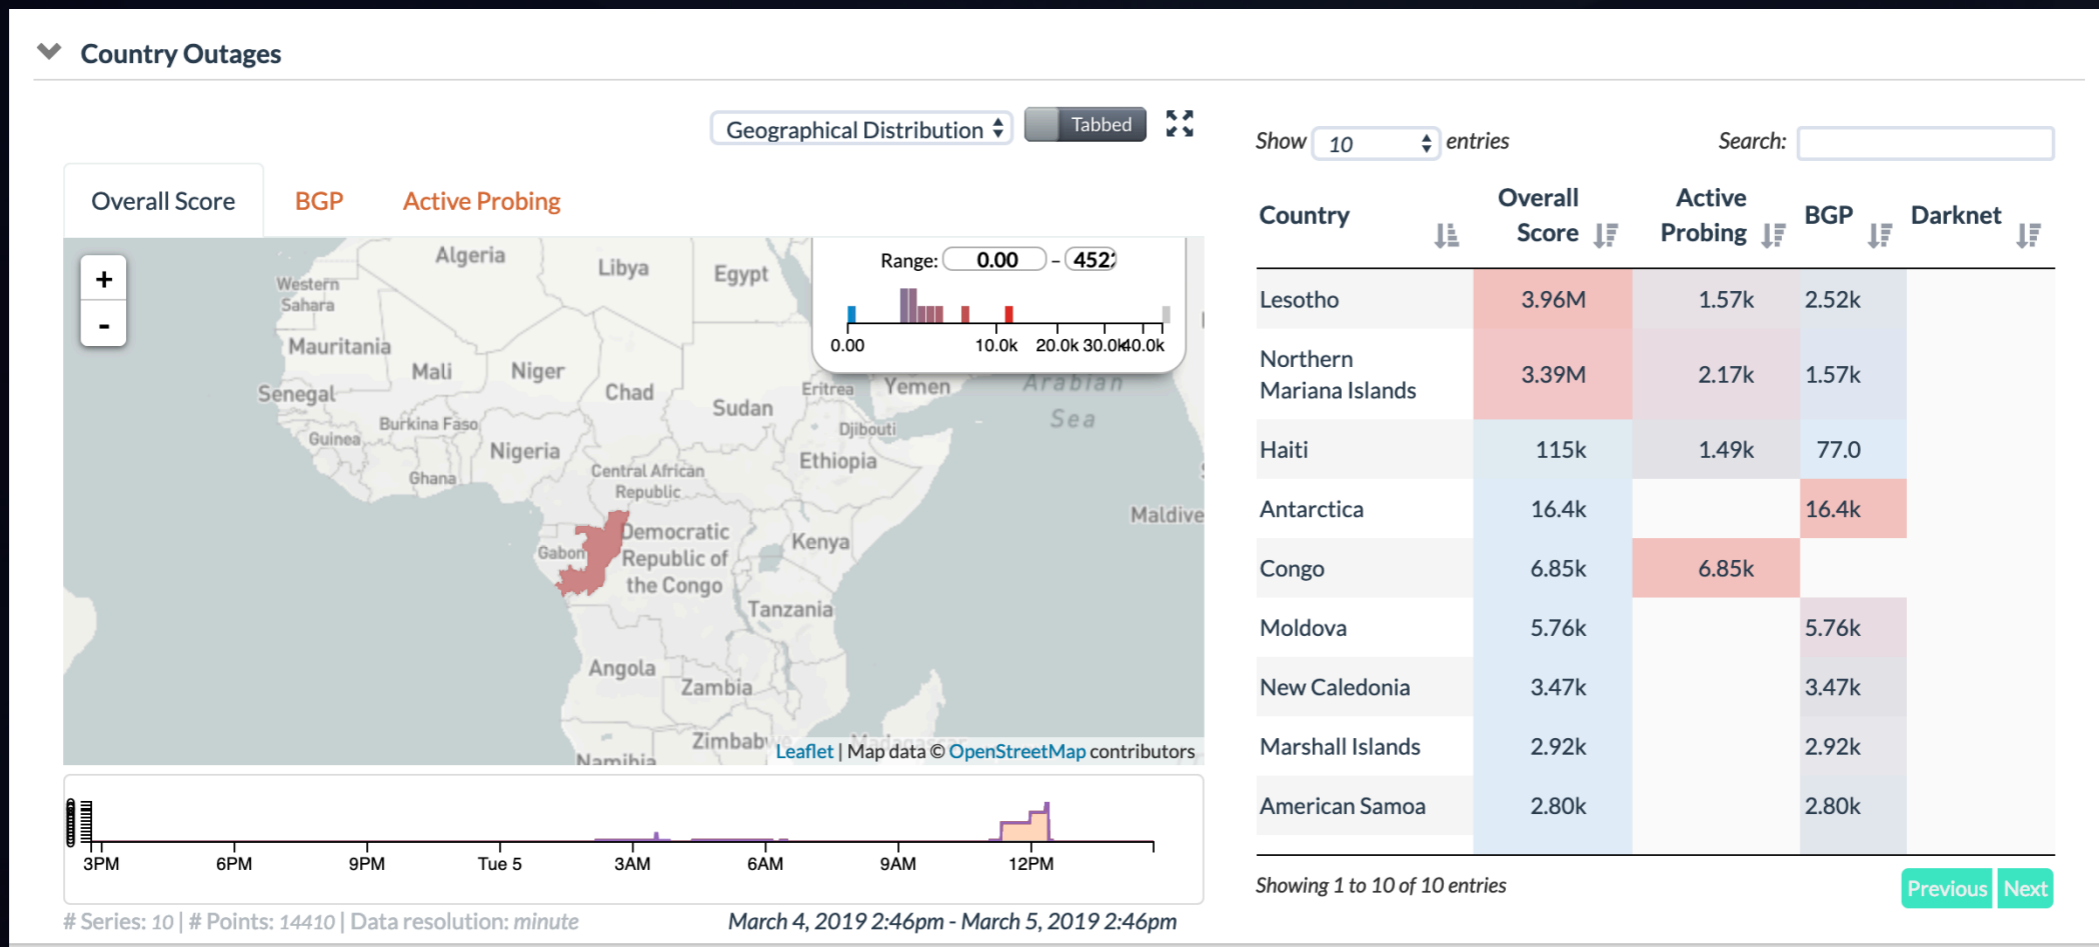 Country Outages
Geographical Distribution
Tabbed
Overall Score
BGP
Active Probing
+
-
Range: 0.00 – 452
0.00 10.0k 20.0k 30.0k 40.0k
Algeria
Libya
Egypt
Western
Sahara
Mauritania
Mali
Niger
Chad
Sudan
Eritrea
Yemen
Arabian
Sea
Senegal
Burkina Faso
Guinea
Nigeria
Djibouti
Ghana
Central African
Republic
Ethiopia
Maldive
Gabon
Democratic
Republic of
the Congo
Kenya
Tanzania
Angola
Zambia
Zimbabw
Namibia
Madagascar
Leaflet | Map data © OpenStreetMap contributors
3PM 6PM 9PM Tue 5 3AM 6AM 9AM 12PM
# Series: 10 | # Points: 14410 | Data resolution: minute
March 4, 2019 2:46pm - March 5, 2019 2:46pm
Show 10 entries
Search:
Country Overall Score Active Probing BGP Darknet
Lesotho 3.96M 1.57k 2.52k
Northern
Mariana Islands 3.39M 2.17k 1.57k
Haiti 115k 1.49k 77.0
Antarctica 16.4k 16.4k
Congo 6.85k 6.85k
Moldova 5.76k 5.76k
New Caledonia 3.47k 3.47k
Marshall Islands 2.92k 2.92k
American Samoa 2.80k 2.80k
Showing 1 to 10 of 10 entries
Previous Next